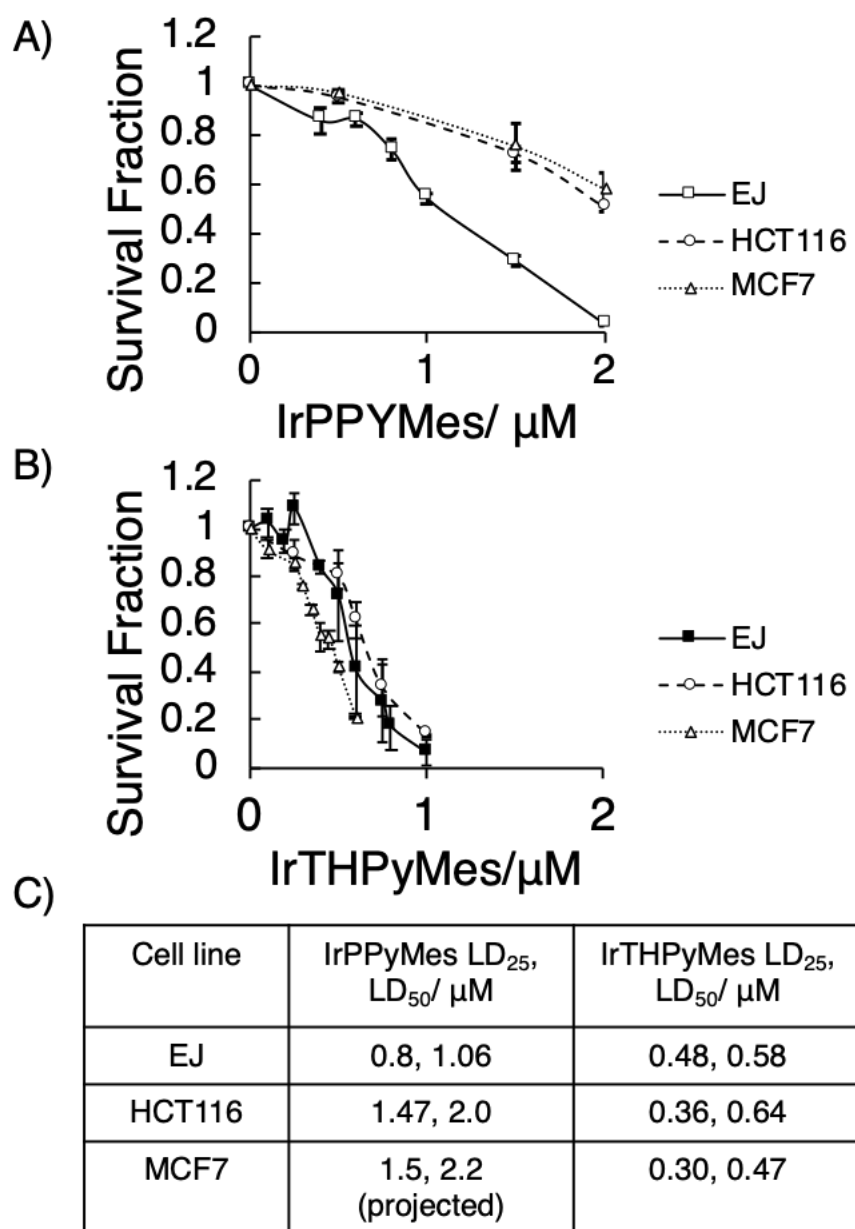 A)
1.2
1
0.8
0.6
0.4
0.2
0
Survival Fraction
0 1 2
IrPPYMes/ µM
EJ
HCT116
MCF7
B)
1.2
1
0.8
0.6
0.4
0.2
0
Survival Fraction
0 1 2
IrTHPyMes/µM
EJ
HCT116
MCF7
C)
Cell line
IrPPyMes LD25,
LD50/ µM
IrTHPyMes LD25,
LD50/ µM
EJ 0.8, 1.06 0.48, 0.58
HCT116 1.47, 2.0 0.36, 0.64
MCF7 1.5, 2.2 0.30, 0.47
(projected)